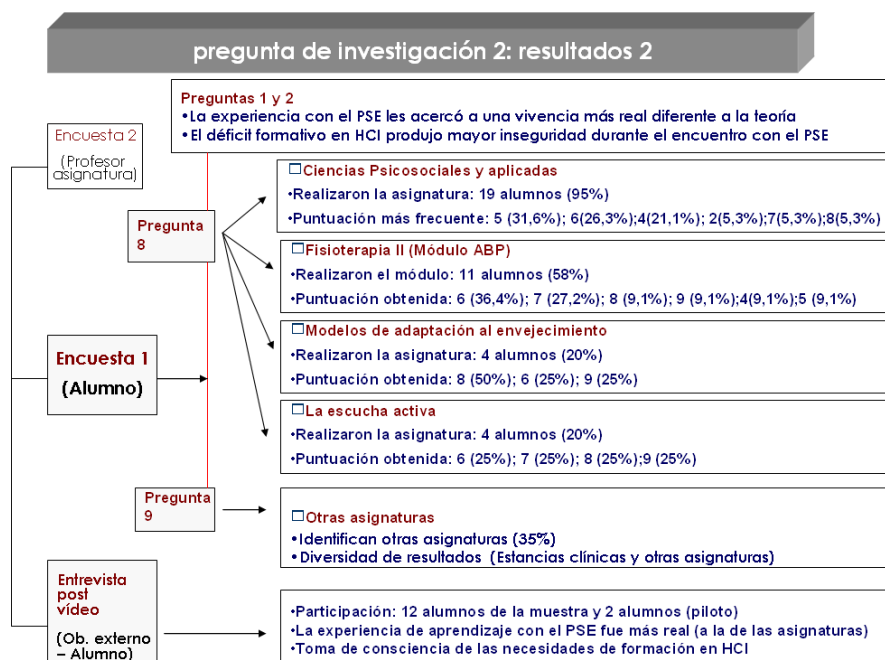 pregunta de investigación 2: resultados 2
Preguntas 1 y 2
•La experiencia con el PSE les acercó a una vivencia más real diferente a la teoría
•El déficit formativo en HCI produjo mayor inseguridad durante el encuentro con el PSE
Encuesta 2
(Profesor
asignatura)
Pregunta
8
Ciencias Psicosociales y aplicadas
•Realizaron la asignatura: 19 alumnos (95%)
•Puntuación más frecuente: 5 (31,6%); 6(26,3%);4(21,1%); 2(5,3%);7(5,3%);8(5,3%)
Fisioterapia II (Módulo ABP)
•Realizaron el módulo: 11 alumnos (58%)
•Puntuación obtenida: 6 (36,4%); 7 (27,2%); 8 (9,1%); 9 (9,1%);4(9,1%);5 (9,1%)
Modelos de adaptación al envejecimiento
•Realizaron la asignatura: 4 alumnos (20%)
•Puntuación obtenida: 8 (50%); 6 (25%); 9 (25%)
Encuesta 1
(Alumno)
La escucha activa
•Realizaron la asignatura: 4 alumnos (20%)
•Puntuación obtenida: 6 (25%); 7 (25%); 8 (25%);9 (25%)
Pregunta
9
Otras asignaturas
•Identifican otras asignaturas (35%)
•Diversidad de resultados (Estancias clínicas y otras asignaturas)
Entrevista
post
vídeo
(Ob. externo
– Alumno)
•Participación: 12 alumnos de la muestra y 2 alumnos (piloto)
•La experiencia de aprendizaje con el PSE fue más real (a la de las asignaturas)
•Toma de consciencia de las necesidades de formación en HCI